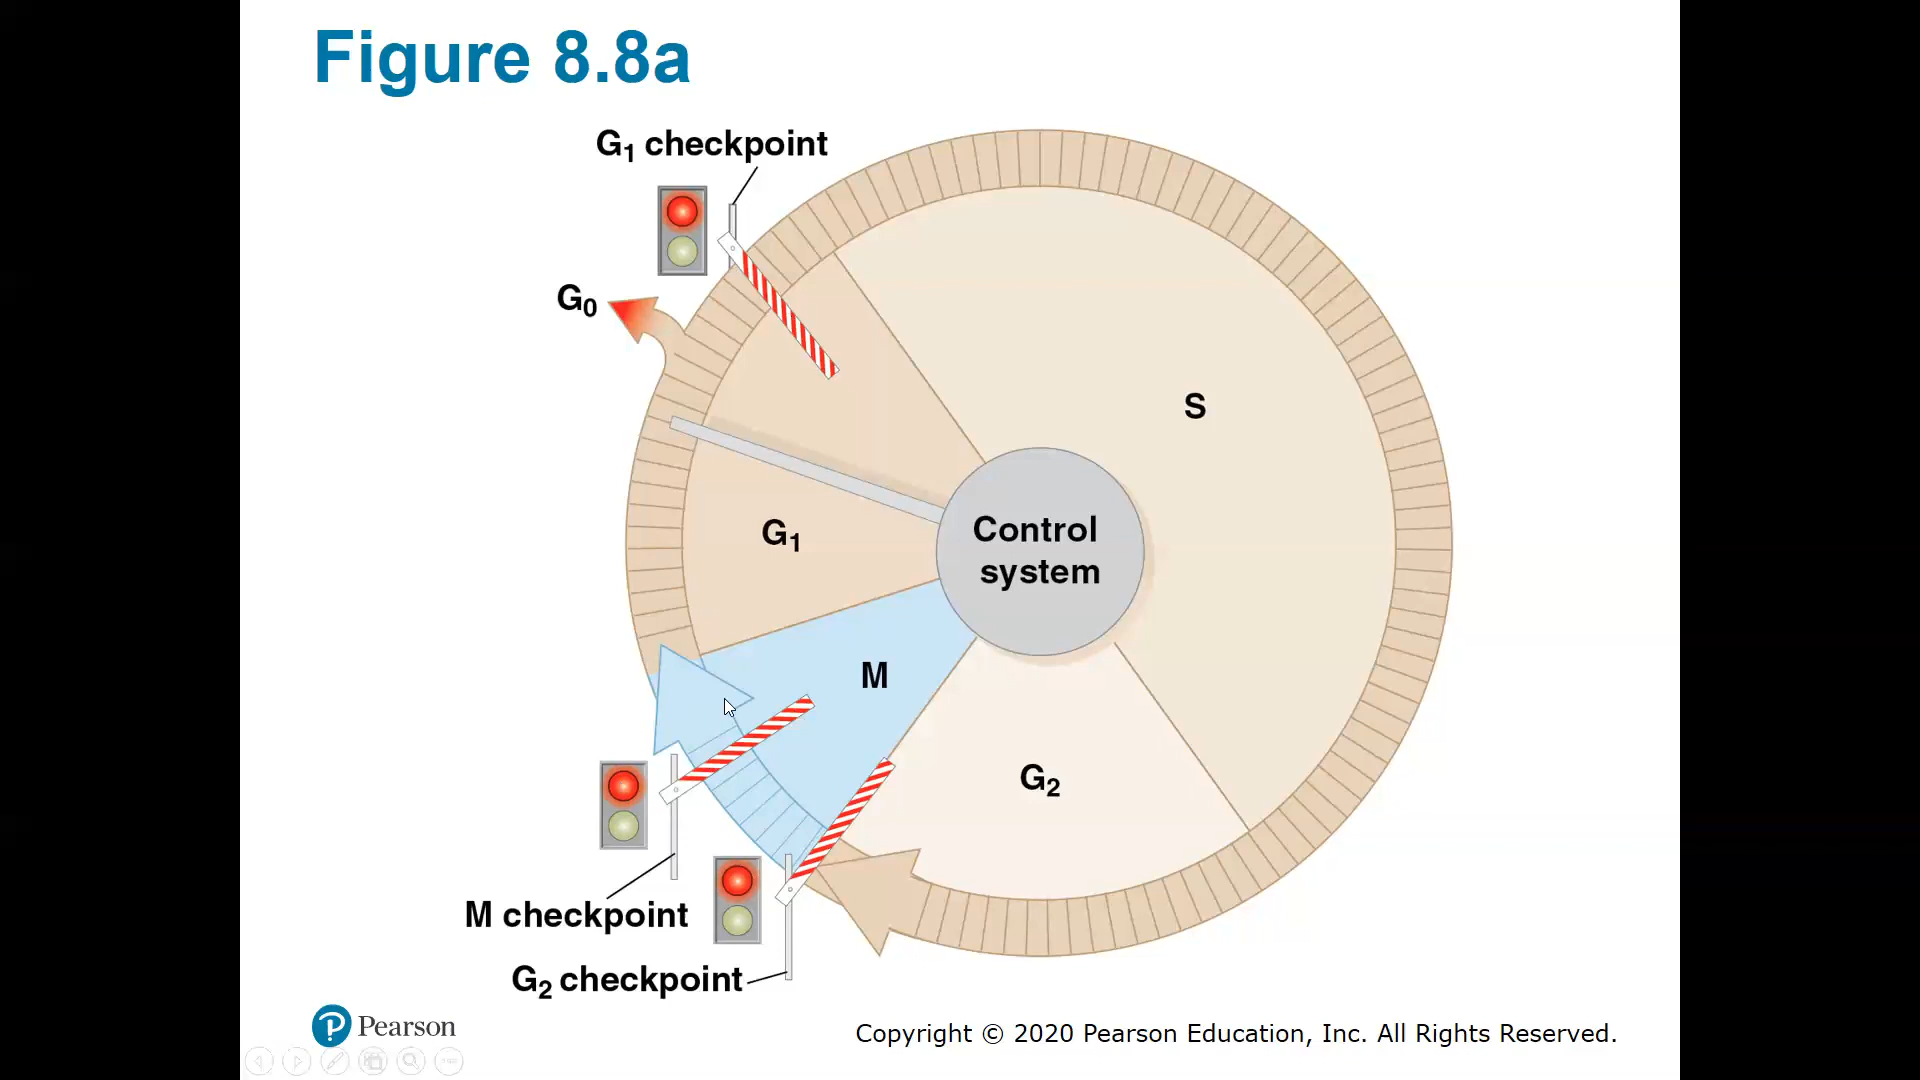 Figure 8.8a
G₁ checkpoint
G₀
S
G₁
Control
system
M
G₂
M checkpoint
G₂ checkpoint
Pearson
Copyright © 2020 Pearson Education, Inc. All Rights Reserved.